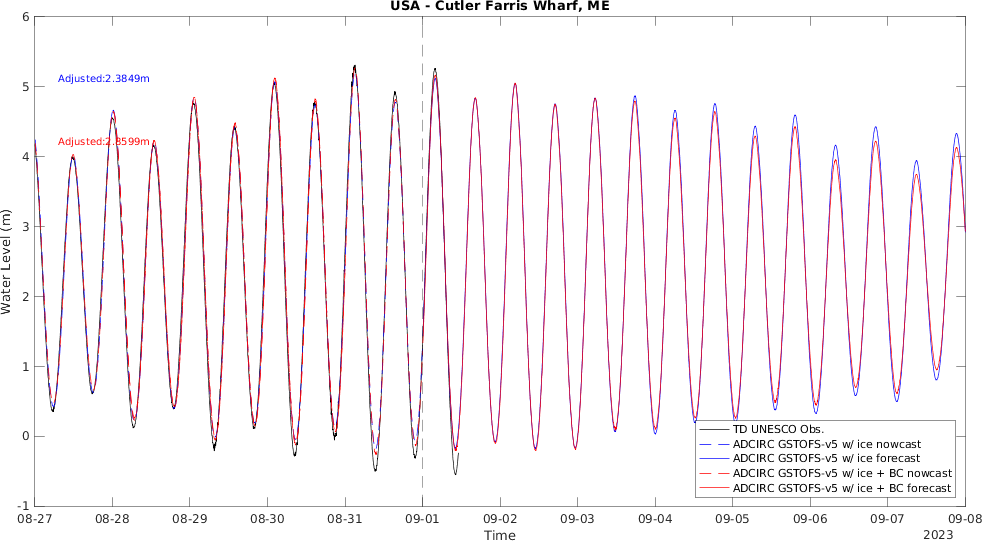 USA - Cutler Farris Wharf, ME
6
5
4
3
2
1
0
-1
Water Level (m)
Adjusted:2.3849m
Adjusted:2.3599m
TD UNESCO Obs.
ADCIRC GSTOFS-v5 w/ ice nowcast
ADCIRC GSTOFS-v5 w/ ice forecast
ADCIRC GSTOFS-v5 w/ ice + BC nowcast
ADCIRC GSTOFS-v5 w/ ice + BC forecast
08-27 08-28 08-29 08-30 08-31 09-01 09-02 09-03 09-04 09-05 09-06 09-07 09-08
Time
2023